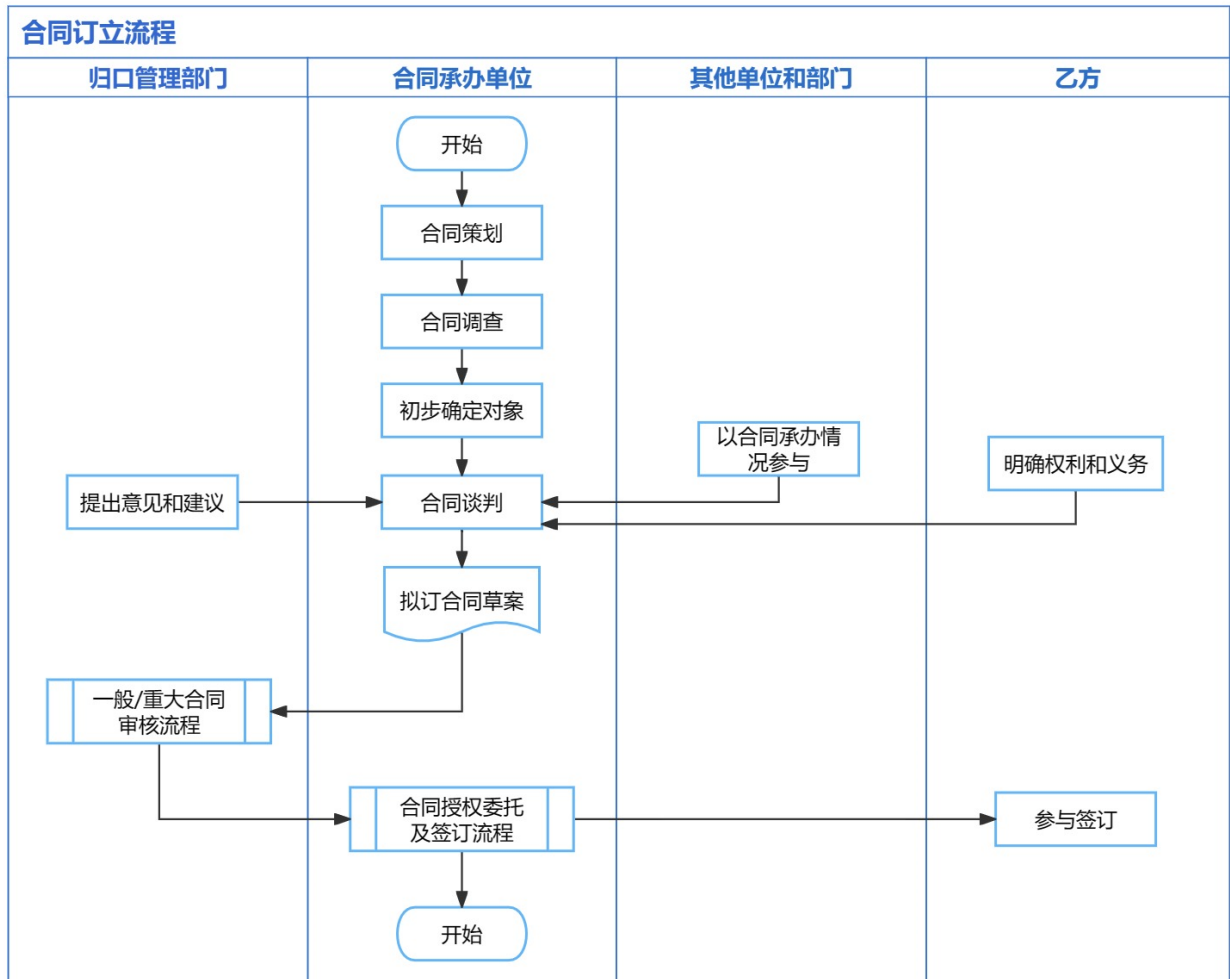 合同订立流程
归口管理部门
合同承办单位
其他单位和部门
乙方
开始
合同策划
合同调查
初步确定对象
以合同承办情
况参与
明确权利和义务
提出意见和建议
合同谈判
拟订合同草案
一般/重大合同
审核流程
合同授权委托
及签订流程
参与签订
开始